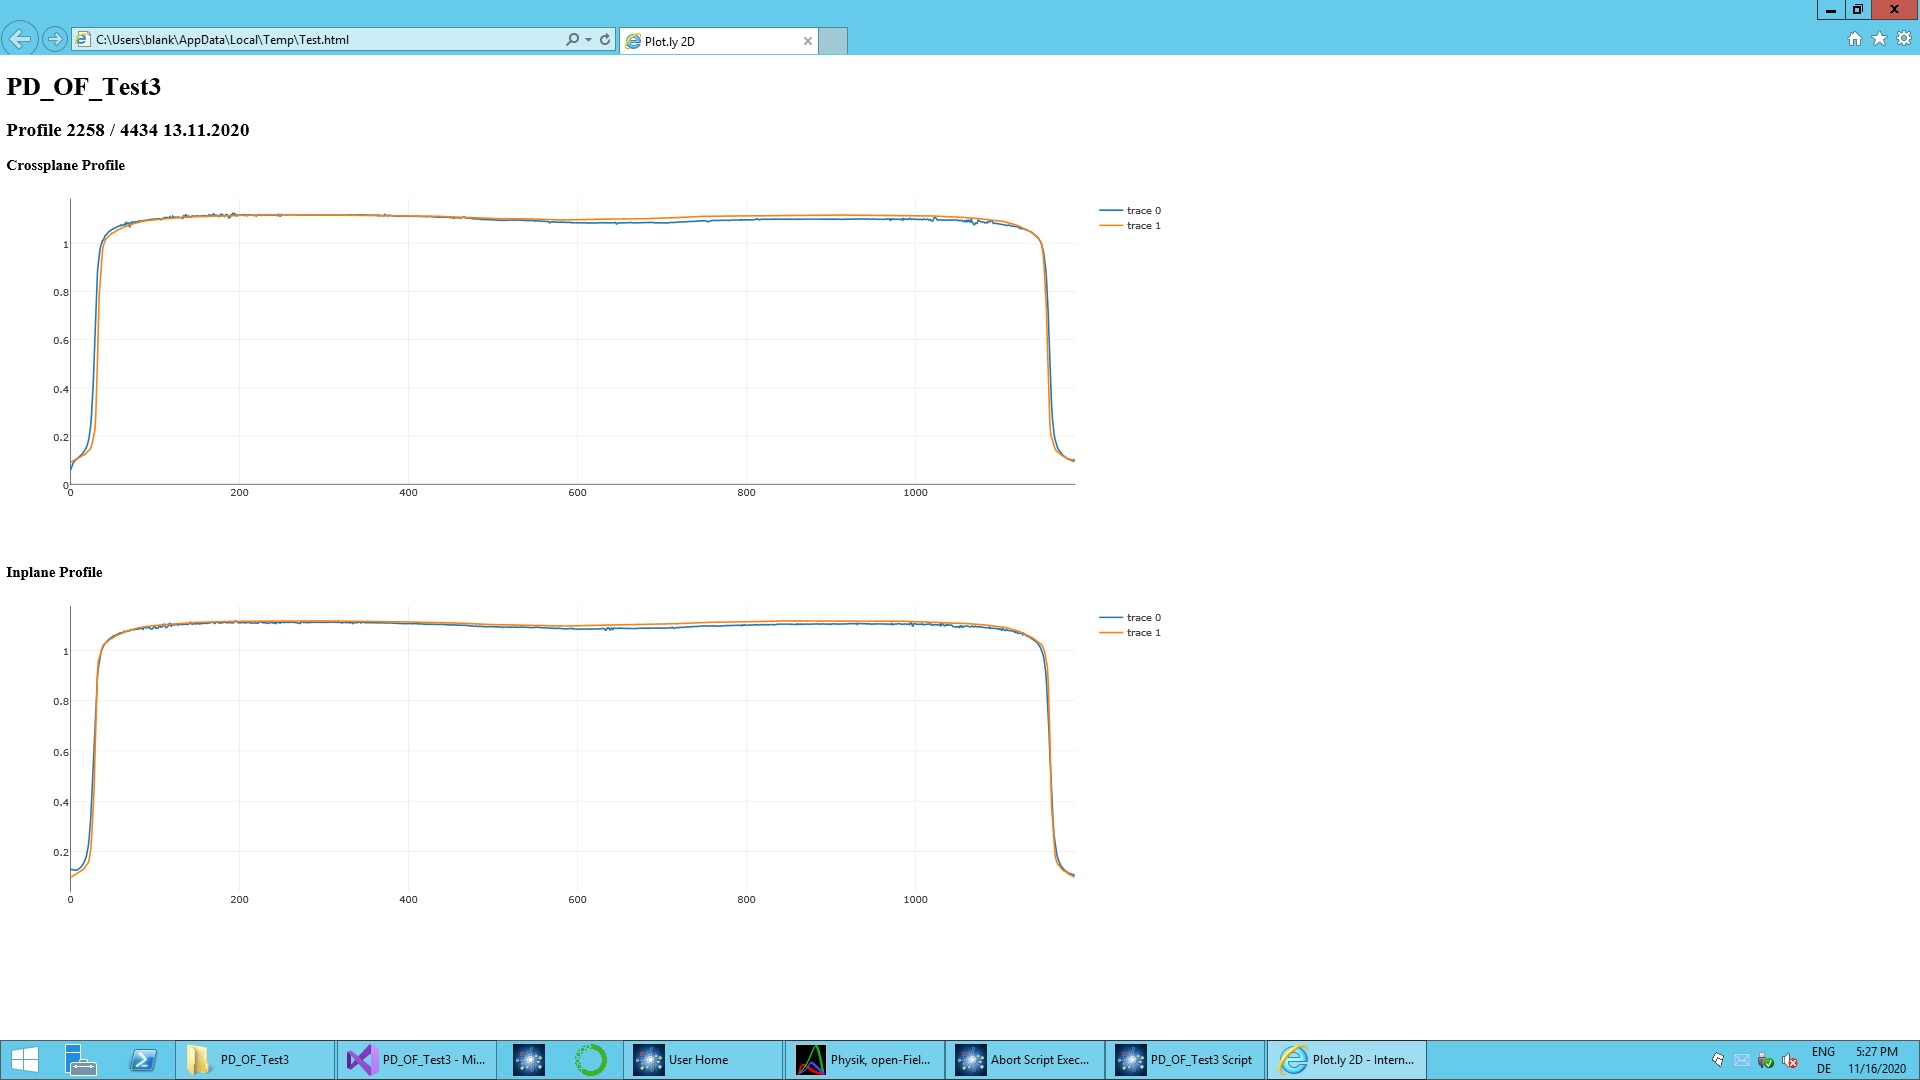 C:\Users\blank\AppData\Local\Temp\Test.html
Plot.ly 2D
PD_OF_Test3
Profile 2258 / 4434 13.11.2020
Crossplane Profile
1
0.8
0.6
0.4
0.2
0
0 200 400 600 800 1000
trace 0
trace 1
Inplane Profile
1
0.8
0.6
0.4
0.2
0 200 400 600 800 1000
trace 0
trace 1
PD_OF_Test3
PD_OF_Test3 - Mi...
User Home
Physik, open-Fiel...
Abort Script Exec...
PD_OF_Test3 Script
Plot.ly 2D - Intern...
ENG
DE
5:27 PM
11/16/2020